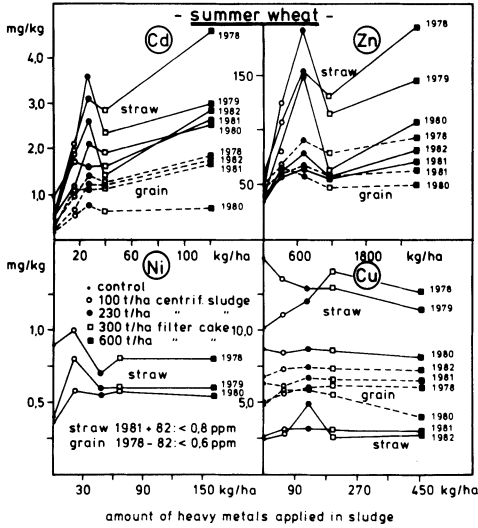 - summer wheat -
mg/kg
Cd
Zn
1978
1978
4,0
straw
150
straw
1979
3,0
1979
1982
1981
1980
1980
2,0
1978
1982
1981
1978
1982
1981
1,0
grain
50
grain
1980
1980
20 60 100 kg/ha
600 1800 kg/ha
mg/kg
Ni
Cu
• control
○ 100 t/ha centrif. sludge
● 230 t/ha " "
□ 300 t/ha filter cake
■ 600 t/ha " "
1978
straw
1979
1,0
10,0
1978
straw
1979
1980
1980
1982
1981
1978
grain
0,5
5,0
1980
straw 1981 + 82: < 0,8 ppm
grain 1978 - 82: < 0,6 ppm
1981
1982
straw
30 90 150 kg/ha
90 270 450 kg/ha
amount of heavy metals applied in sludge